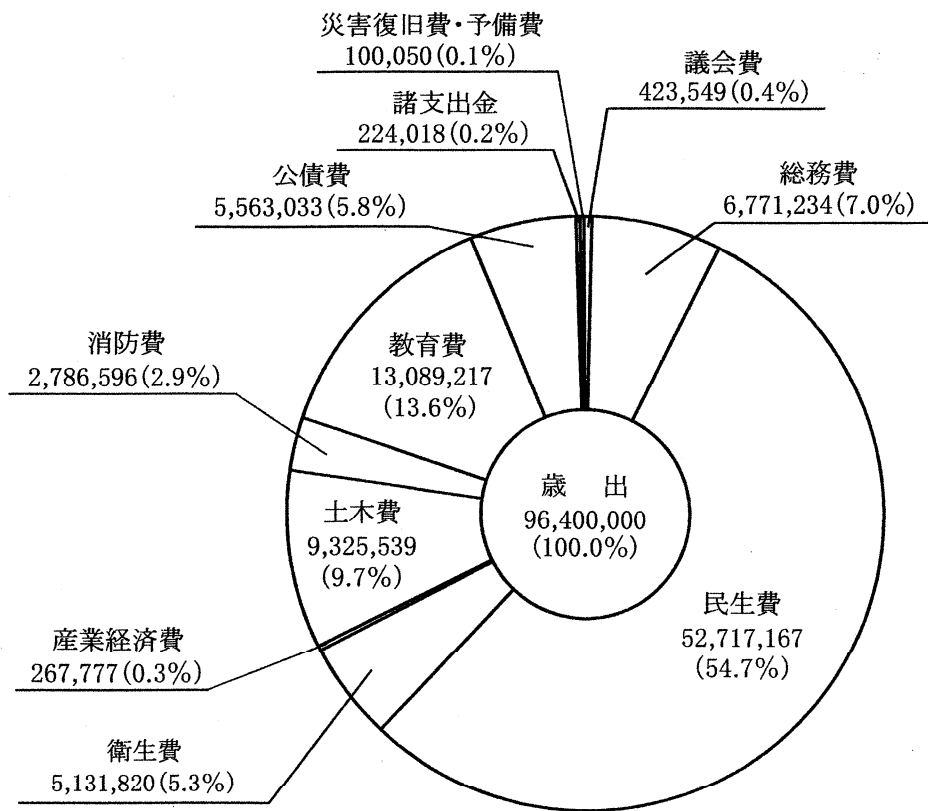 災害復旧費・予備費
100,050(0.1%)
議会費
423,549(0.4%)
諸支出金
224,018(0.2%)
総務費
6,771,234(7.0%)
公債費
5,563,033(5.8%)
消防費
2,786,596(2.9%)
教育費
13,089,217
(13.6%)
歳 出
96,400,000
(100.0%)
土木費
9,325,539
(9.7%)
民生費
52,717,167
(54.7%)
産業経済費
267,777(0.3%)
衛生費
5,131,820(5.3%)